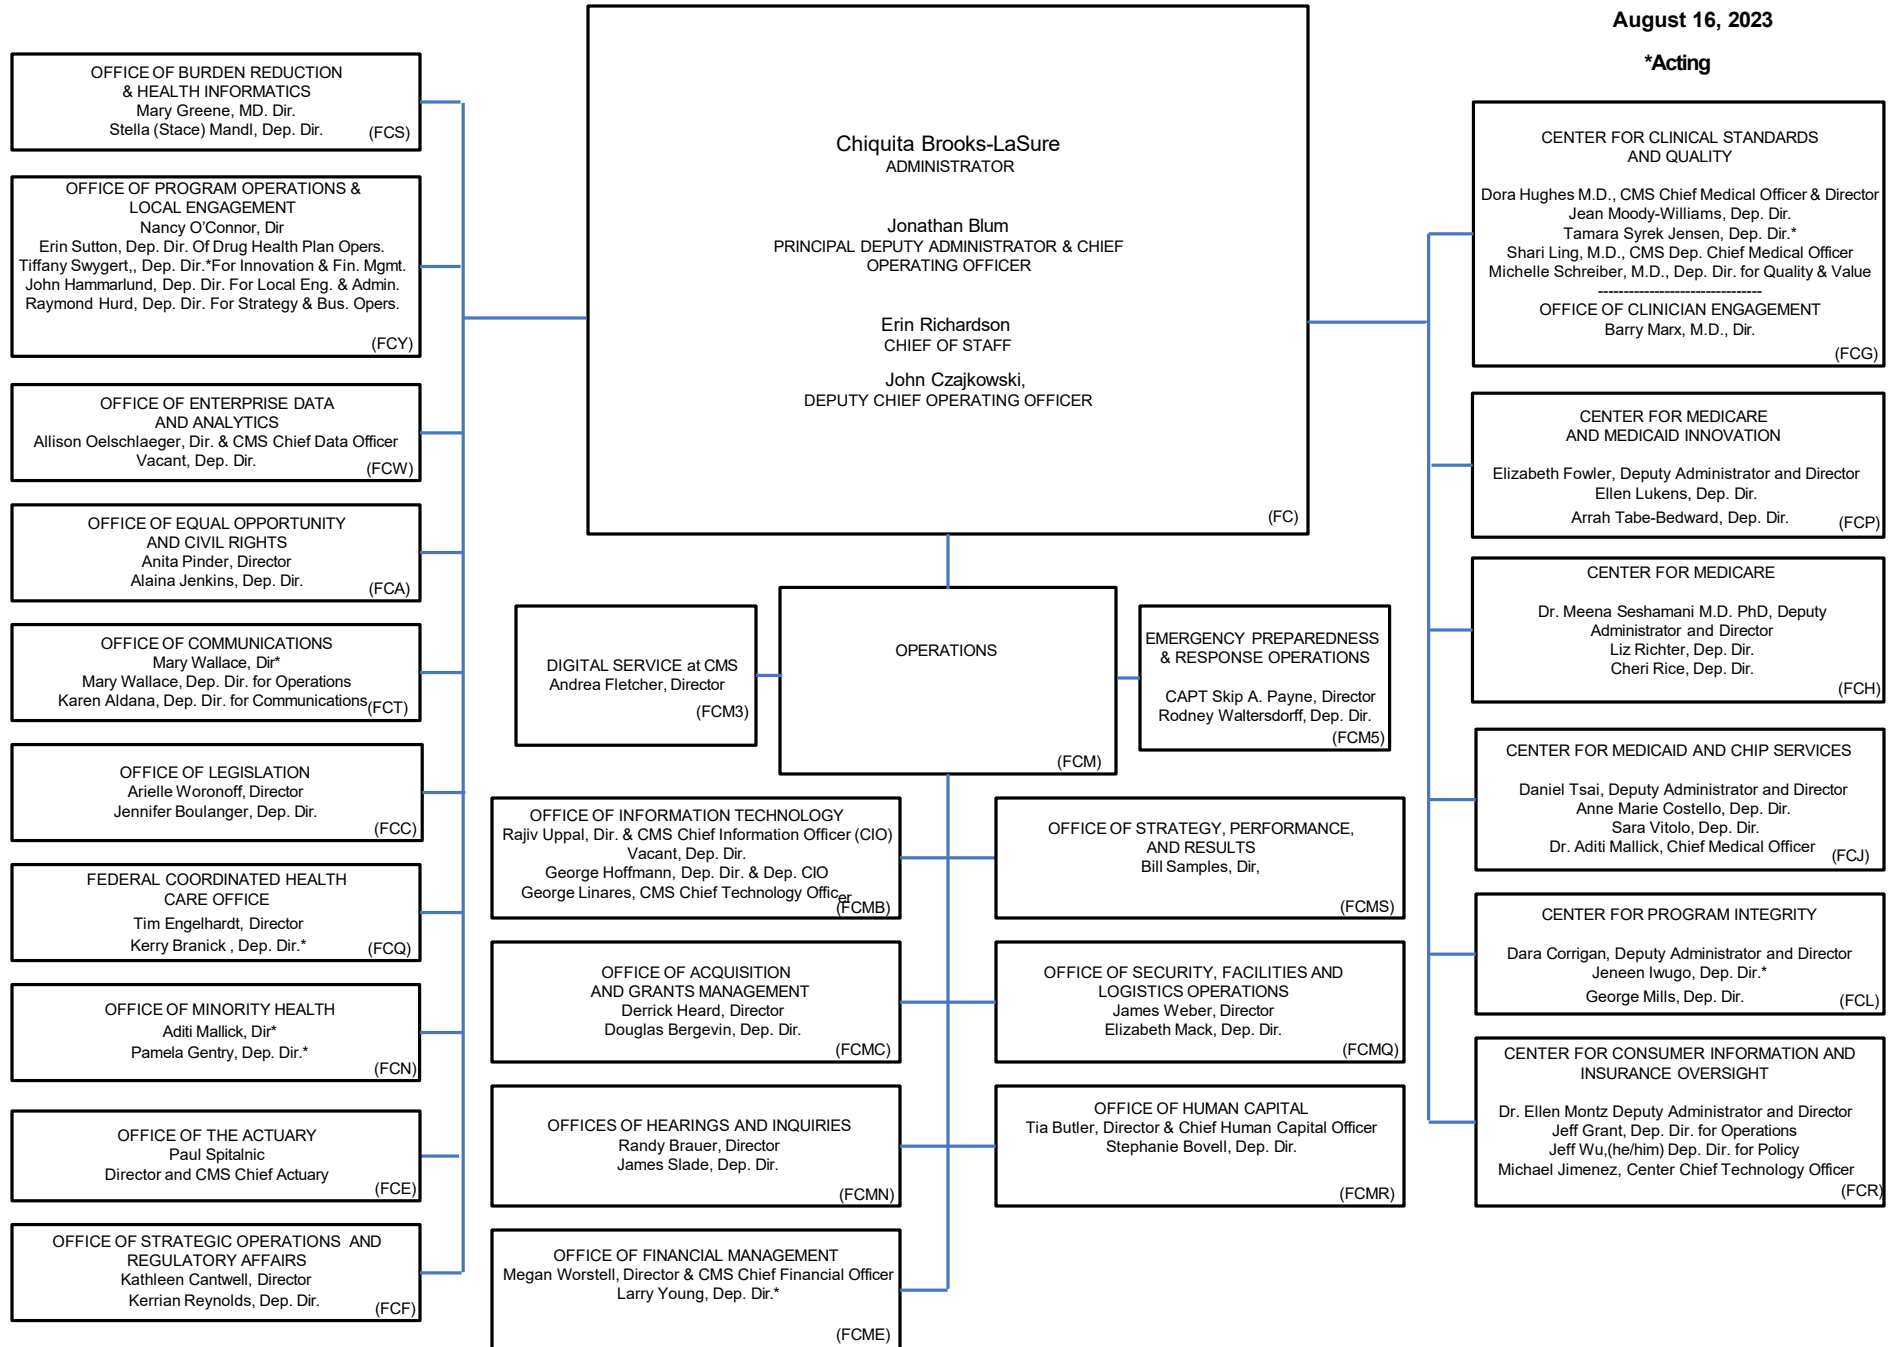 August 16, 2023
*Acting
OFFICE OF BURDEN REDUCTION
& HEALTH INFORMATICS
Mary Greene, MD. Dir.
Stella (Stace) Mandl, Dep. Dir.
(FCS)
OFFICE OF PROGRAM OPERATIONS &
LOCAL ENGAGEMENT
Nancy O'Connor, Dir
Erin Sutton, Dep. Dir. Of Drug Health Plan Opers.
Tiffany Swygert,, Dep. Dir.*For Innovation & Fin. Mgmt.
John Hammarlund, Dep. Dir. For Local Eng. & Admin.
Raymond Hurd, Dep. Dir. For Strategy & Bus. Opers.
(FCY)
OFFICE OF ENTERPRISE DATA
AND ANALYTICS
Allison Oelschlaeger, Dir. & CMS Chief Data Officer
Vacant, Dep. Dir.
(FCW)
OFFICE OF EQUAL OPPORTUNITY
AND CIVIL RIGHTS
Anita Pinder, Director
Alaina Jenkins, Dep. Dir.
(FCA)
OFFICE OF COMMUNICATIONS
Mary Wallace, Dir*
Mary Wallace, Dep. Dir. for Operations
Karen Aldana, Dep. Dir. for Communications
(FCT)
OFFICE OF LEGISLATION
Arielle Woronoff, Director
Jennifer Boulanger, Dep. Dir.
(FCC)
FEDERAL COORDINATED HEALTH
CARE OFFICE
Tim Engelhardt, Director
Kerry Branick , Dep. Dir.*
(FCQ)
OFFICE OF MINORITY HEALTH
Aditi Mallick, Dir*
Pamela Gentry, Dep. Dir.*
(FCN)
OFFICE OF THE ACTUARY
Paul Spitalnic
Director and CMS Chief Actuary
(FCE)
OFFICE OF STRATEGIC OPERATIONS AND
REGULATORY AFFAIRS
Kathleen Cantwell, Director
Kerrian Reynolds, Dep. Dir.
(FCF)
Chiquita Brooks-LaSure
ADMINISTRATOR
Jonathan Blum
PRINCIPAL DEPUTY ADMINISTRATOR & CHIEF
OPERATING OFFICER
Erin Richardson
CHIEF OF STAFF
John Czajkowski,
DEPUTY CHIEF OPERATING OFFICER
(FC)
DIGITAL SERVICE at CMS
Andrea Fletcher, Director
(FCM3)
OPERATIONS
(FCM)
EMERGENCY PREPAREDNESS
& RESPONSE OPERATIONS
CAPT Skip A. Payne, Director
Rodney Waltersdorff, Dep. Dir.
(FCM5)
OFFICE OF INFORMATION TECHNOLOGY
Rajiv Uppal, Dir. & CMS Chief Information Officer (CIO)
Vacant, Dep. Dir.
George Hoffmann, Dep. Dir. & Dep. CIO
George Linares, CMS Chief Technology Officer
(FCMB)
OFFICE OF STRATEGY, PERFORMANCE,
AND RESULTS
Bill Samples, Dir,
(FCMS)
OFFICE OF ACQUISITION
AND GRANTS MANAGEMENT
Derrick Heard, Director
Douglas Bergevin, Dep. Dir.
(FCMC)
OFFICE OF SECURITY, FACILITIES AND
LOGISTICS OPERATIONS
James Weber, Director
Elizabeth Mack, Dep. Dir.
(FCMQ)
OFFICES OF HEARINGS AND INQUIRIES
Randy Brauer, Director
James Slade, Dep. Dir.
(FCMN)
OFFICE OF HUMAN CAPITAL
Tia Butler, Director & Chief Human Capital Officer
Stephanie Bovell, Dep. Dir.
(FCMR)
OFFICE OF FINANCIAL MANAGEMENT
Megan Worstell, Director & CMS Chief Financial Officer
Larry Young, Dep. Dir.*
(FCME)
CENTER FOR CLINICAL STANDARDS
AND QUALITY
Dora Hughes M.D., CMS Chief Medical Officer & Director
Jean Moody-Williams, Dep. Dir.
Tamara Syrek Jensen, Dep. Dir.*
Shari Ling, M.D., CMS Dep. Chief Medical Officer
Michelle Schreiber, M.D., Dep. Dir. for Quality & Value
--------------------------------
OFFICE OF CLINICIAN ENGAGEMENT
Barry Marx, M.D., Dir.
(FCG)
CENTER FOR MEDICARE
AND MEDICAID INNOVATION
Elizabeth Fowler, Deputy Administrator and Director
Ellen Lukens, Dep. Dir.
Arrah Tabe-Bedward, Dep. Dir.
(FCP)
CENTER FOR MEDICARE
Dr. Meena Seshamani M.D. PhD, Deputy
Administrator and Director
Liz Richter, Dep. Dir.
Cheri Rice, Dep. Dir.
(FCH)
CENTER FOR MEDICAID AND CHIP SERVICES
Daniel Tsai, Deputy Administrator and Director
Anne Marie Costello, Dep. Dir.
Sara Vitolo, Dep. Dir.
Dr. Aditi Mallick, Chief Medical Officer
(FCJ)
CENTER FOR PROGRAM INTEGRITY
Dara Corrigan, Deputy Administrator and Director
Jeneen Iwugo, Dep. Dir.*
George Mills, Dep. Dir.
(FCL)
CENTER FOR CONSUMER INFORMATION AND
INSURANCE OVERSIGHT
Dr. Ellen Montz Deputy Administrator and Director
Jeff Grant, Dep. Dir. for Operations
Jeff Wu,(he/him) Dep. Dir. for Policy
Michael Jimenez, Center Chief Technology Officer
(FCR)